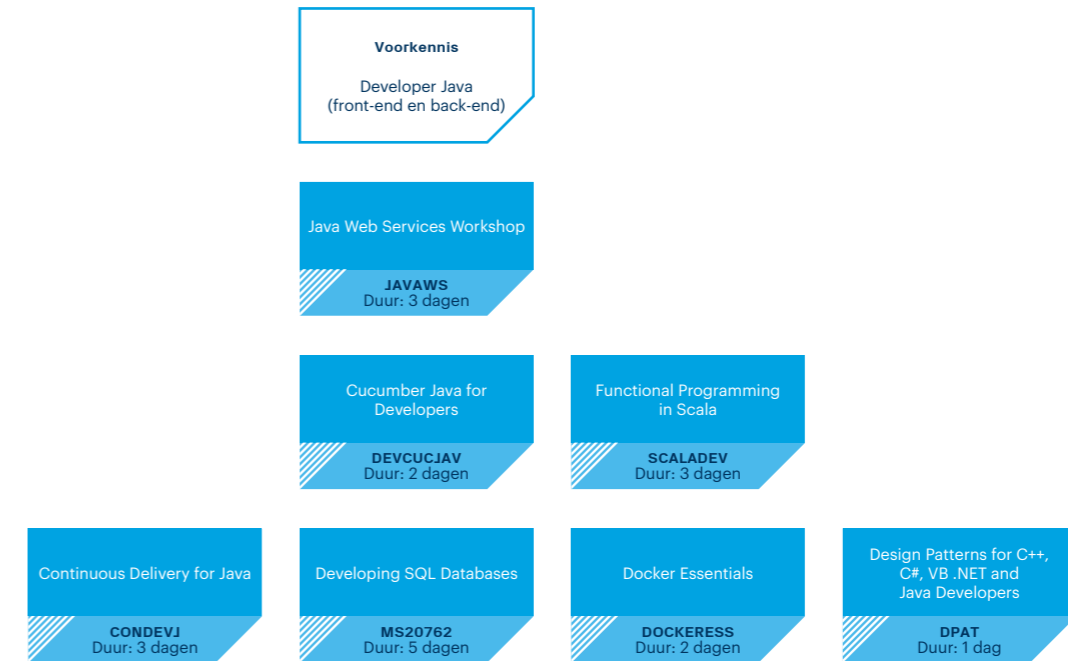 Voorkennis
Developer Java
(front-end en back-end)
Java Web Services Workshop
JAVAWS
Duur: 3 dagen
Cucumber Java for
Developers
DEVCUCJAV
Duur: 2 dagen
Functional Programming
in Scala
SCALADEV
Duur: 3 dagen
Continuous Delivery for Java
CONDEVJ
Duur: 3 dagen
Developing SQL Databases
MS20762
Duur: 5 dagen
Docker Essentials
DOCKERESS
Duur: 2 dagen
Design Patterns for C++,
C#, VB .NET and
Java Developers
DPAT
Duur: 1 dag